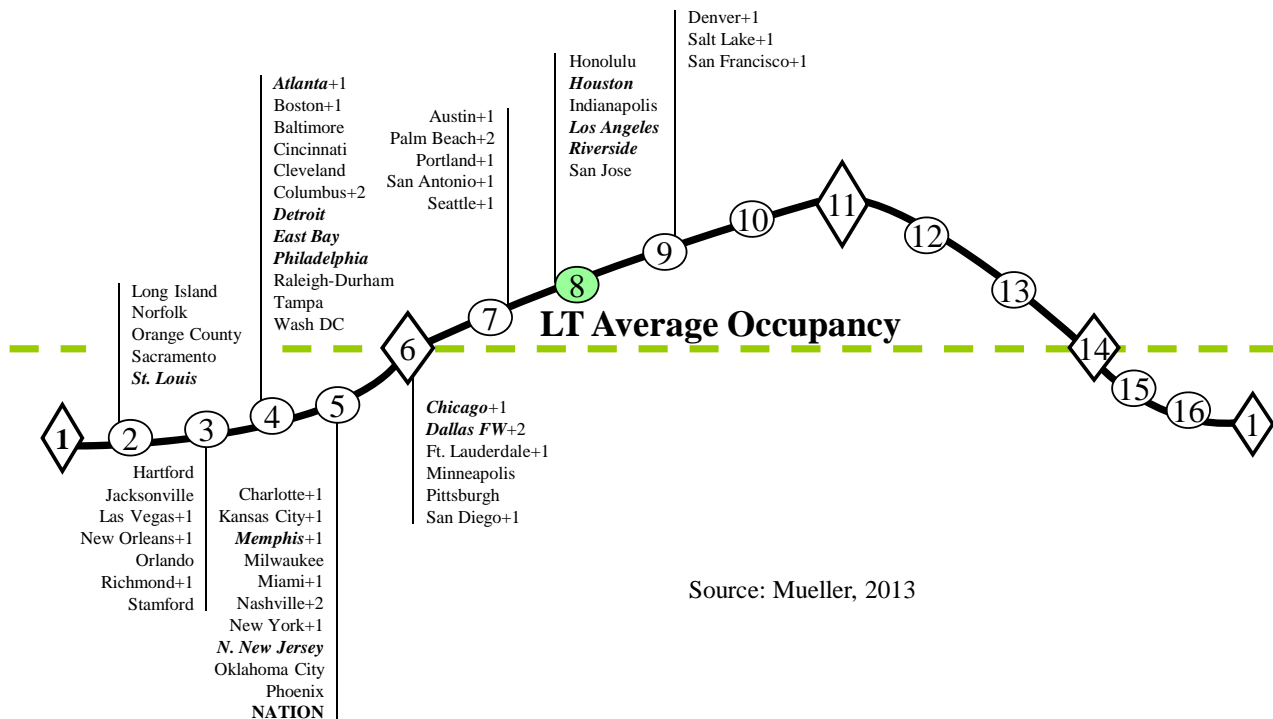 Denver+1
Salt Lake+1
San Francisco+1
Honolulu
Houston
Indianapolis
Los Angeles
Riverside
San Jose
Atlanta+1
Boston+1
Baltimore
Cincinnati
Cleveland
Columbus+2
Detroit
East Bay
Philadelphia
Raleigh-Durham
Tampa
Wash DC
Austin+1
Palm Beach+2
Portland+1
San Antonio+1
Seattle+1
Long Island
Norfolk
Orange County
Sacramento
St. Louis
1
2
3
4
5
6
7
8
9
10
11
12
13
14
15
16
1
LT Average Occupancy
Hartford
Jacksonville
Las Vegas+1
New Orleans+1
Orlando
Richmond+1
Stamford
Charlotte+1
Kansas City+1
Memphis+1
Milwaukee
Miami+1
Nashville+2
New York+1
N. New Jersey
Oklahoma City
Phoenix
NATION
Chicago+1
Dallas FW+2
Ft. Lauderdale+1
Minneapolis
Pittsburgh
San Diego+1
Source: Mueller, 2013